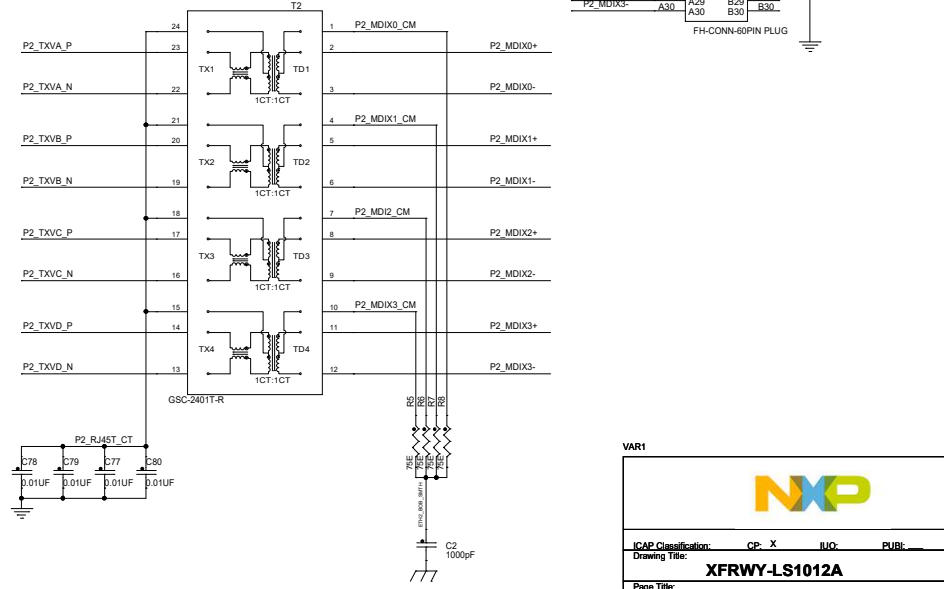 P2_MDIX3- A30 A29 B29
A30 B30 B30
FH-CONN-60PIN PLUG
T2
24 1 P2_MDIX0_CM
P2_TXVA_P 23 2 P2_MDIX0+
TX1 TD1
P2_TXVA_N 22 3 P2_MDIX0-
1CT:1CT
21 4 P2_MDIX1_CM
P2_TXVB_P 20 5 P2_MDIX1+
TX2 TD2
P2_TXVB_N 19 6 P2_MDIX1-
1CT:1CT
18 7 P2_MDI2_CM
P2_TXVC_P 17 8 P2_MDIX2+
TX3 TD3
P2_TXVC_N 16 9 P2_MDIX2-
1CT:1CT
15 10 P2_MDIX3_CM
P2_TXVD_P 14 11 P2_MDIX3+
TX4 TD4
P2_TXVD_N 13 12 P2_MDIX3-
1CT:1CT
GSC-2401T-R
R5 R6 R7 R8
75E 75E 75E 75E
P2_RJ45T_CT
C78 C79 C77 C80
0.01UF 0.01UF 0.01UF 0.01UF
ETH2_BOB_SMTH
C2
1000pF
VAR1
NXP
ICAP Classification: CP: X IUO: PUBI: ___
Drawing Title:
XFRWY-LS1012A
Page Title: